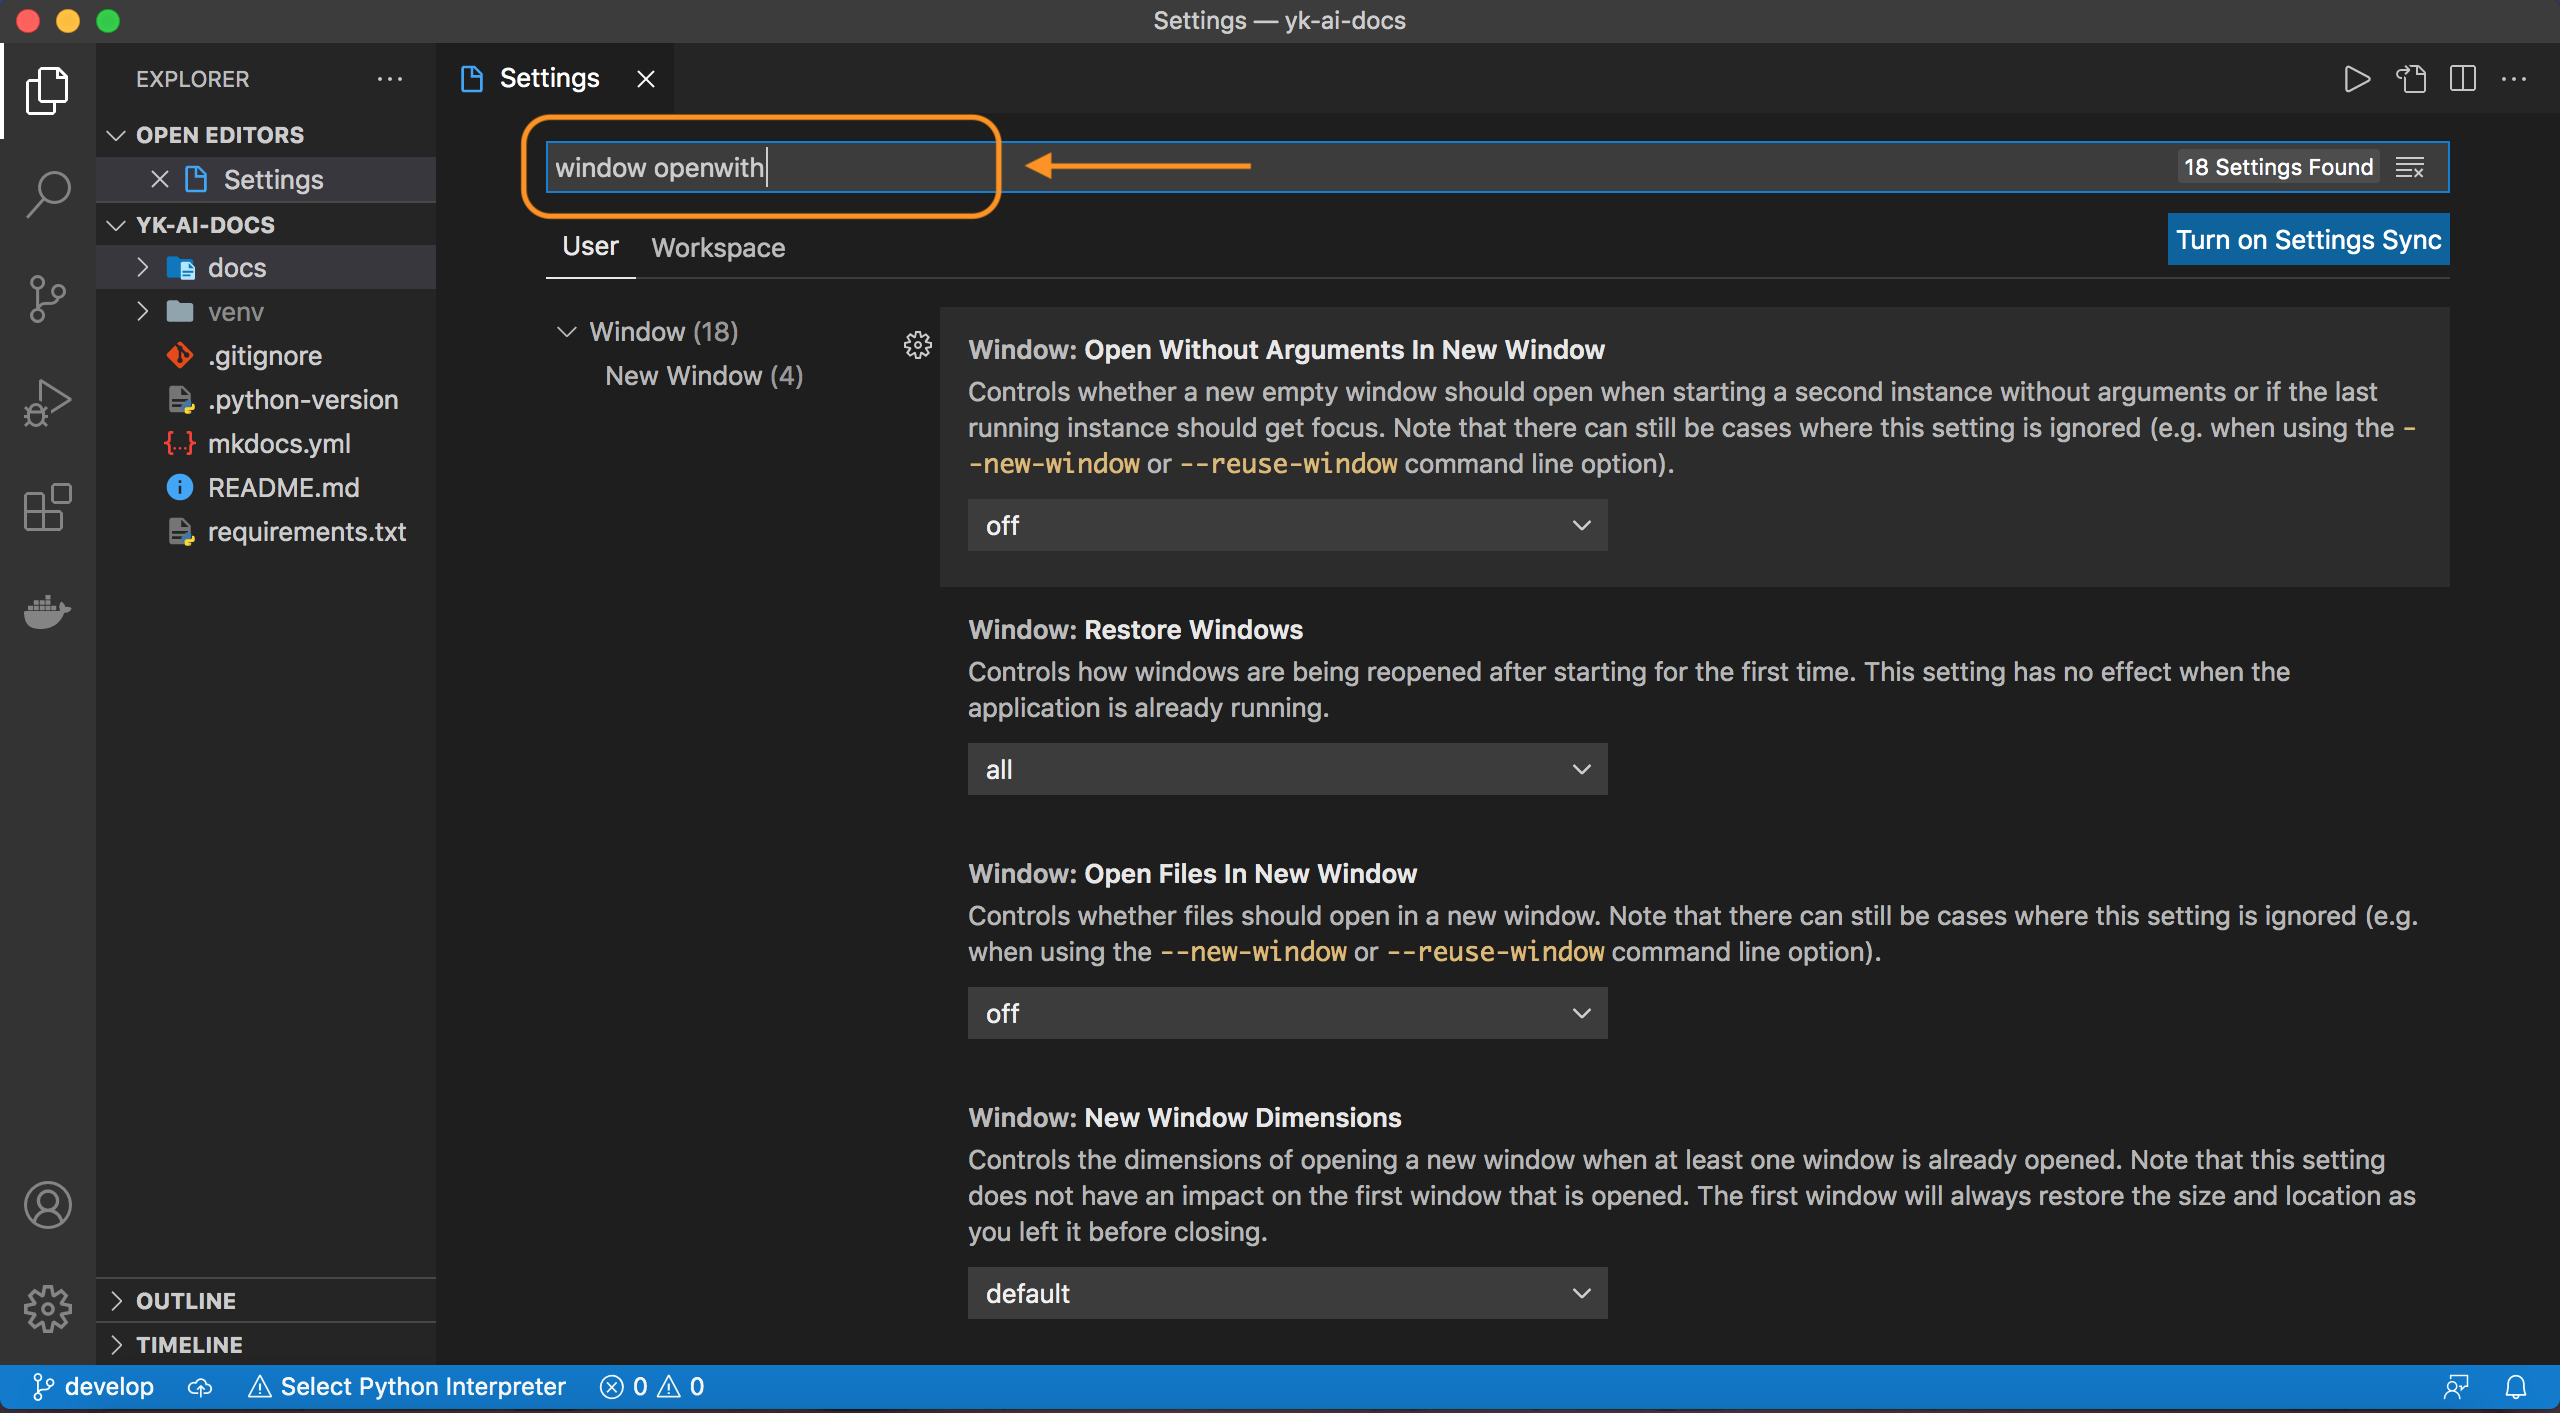 Settings — yk-ai-docs
EXPLORER
OPEN EDITORS
Settings
YK-AI-DOCS
docs
venv
.gitignore
.python-version
mkdocs.yml
README.md
requirements.txt
OUTLINE
TIMELINE
Settings
window openwith
18 Settings Found
User
Workspace
Turn on Settings Sync
Window (18)
New Window (4)
Window: Open Without Arguments In New Window
Controls whether a new empty window should open when starting a second instance without arguments or if the last
running instance should get focus. Note that there can still be cases where this setting is ignored (e.g. when using the -
-new-window or --reuse-window command line option).
off
Window: Restore Windows
Controls how windows are being reopened after starting for the first time. This setting has no effect when the
application is already running.
all
Window: Open Files In New Window
Controls whether files should open in a new window. Note that there can still be cases where this setting is ignored (e.g.
when using the --new-window or --reuse-window command line option).
off
Window: New Window Dimensions
Controls the dimensions of opening a new window when at least one window is already opened. Note that this setting
does not have an impact on the first window that is opened. The first window will always restore the size and location as
you left it before closing.
default
develop
Select Python Interpreter
0
0